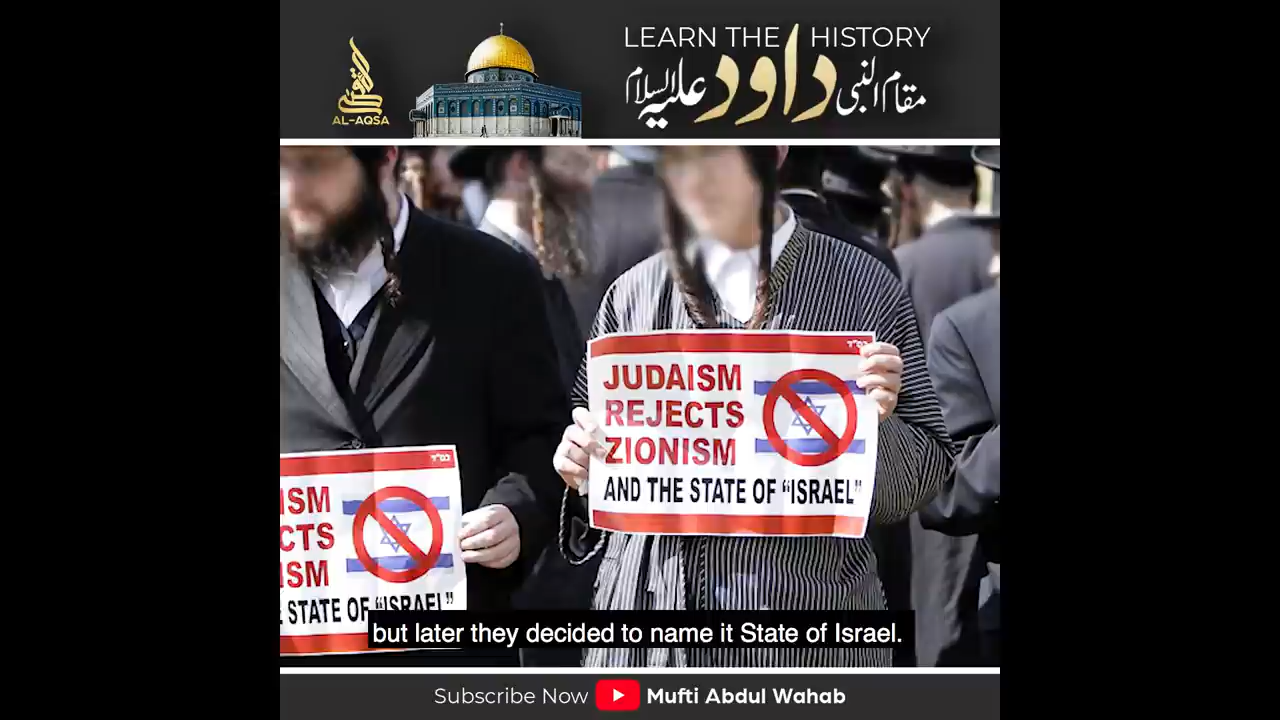 LEARN THE HISTORY
مقام النبی داود علیہ السلام
AL-AQSA
בס"ד
JUDAISM
REJECTS
ZIONISM
AND THE STATE OF “ISRAEL”
בס"ד
ISM
CTS
ISM
STATE OF “ISRAEL”
but later they decided to name it State of Israel.
Subscribe Now Mufti Abdul Wahab